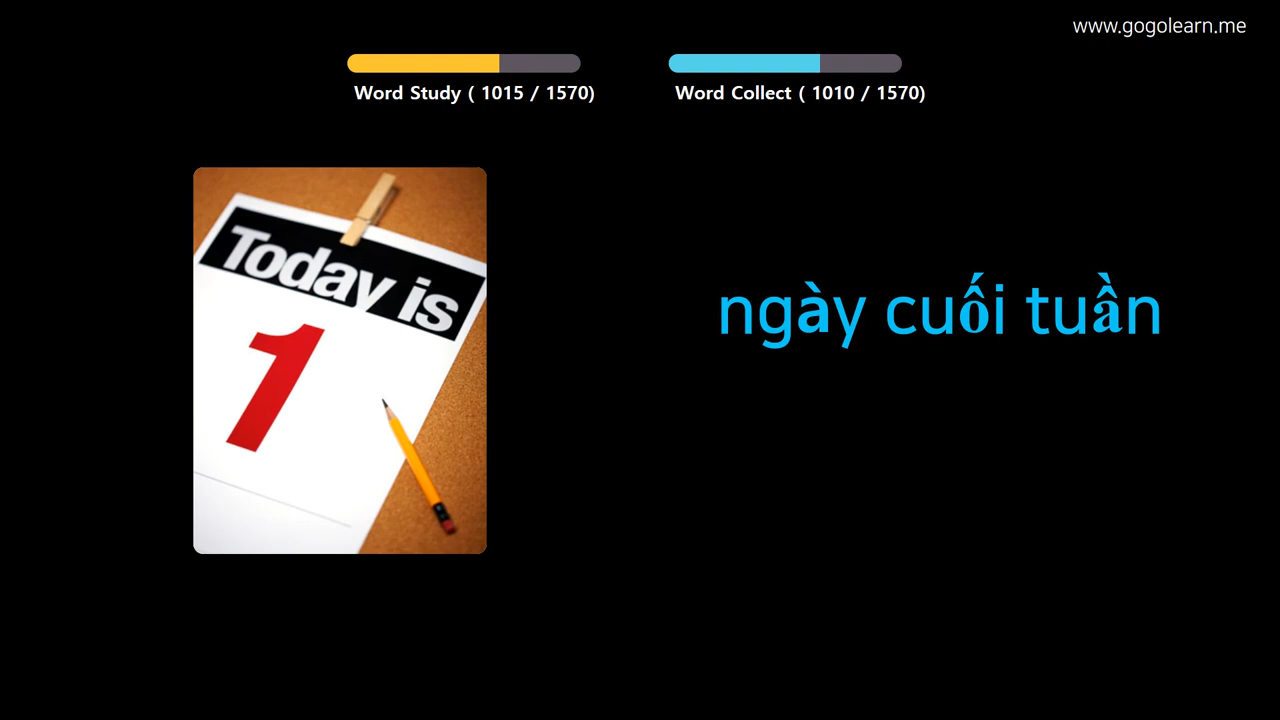 www.gogolearn.me
Word Study ( 1015 / 1570)
Word Collect ( 1010 / 1570)
Today is
1
ngày cuối tuần